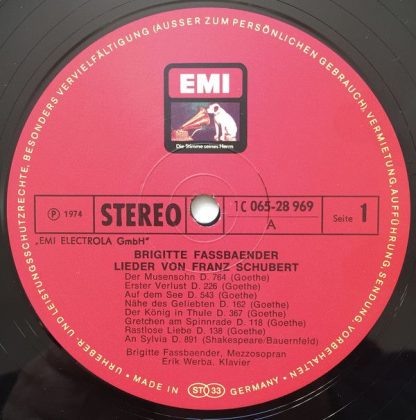 URHEBER- UND LEISTUNGSSCHUTZRECHTE, BESONDERS VERVIELFÄLTIGUNG (AUSSER ZUM PERSÖNLICHEN GEBRAUCH), VERMIETUNG, AUFFÜHRUNG, SENDUNG VORBEHALTEN
EMI
Die Stimme seines Herrn
Ⓟ 1974
STEREO
1C 065-28 969
A
Seite 1
„EMI ELECTROLA GmbH"
BRIGITTE FASSBAENDER
LIEDER VON FRANZ SCHUBERT
Der Musensohn D. 764 (Goethe)
Erster Verlust D. 226 (Goethe)
Auf dem See D. 543 (Goethe)
Nähe des Geliebten D. 162 (Goethe)
Der König in Thule D. 367 (Goethe)
Gretchen am Spinnrade D. 118 (Goethe)
Rastlose Liebe D. 138 (Goethe)
An Sylvia D. 891 (Shakespeare/Bauernfeld)
Brigitte Fassbaender, Mezzosopran
Erik Werba, Klavier
• MADE IN ST 33 GERMANY •